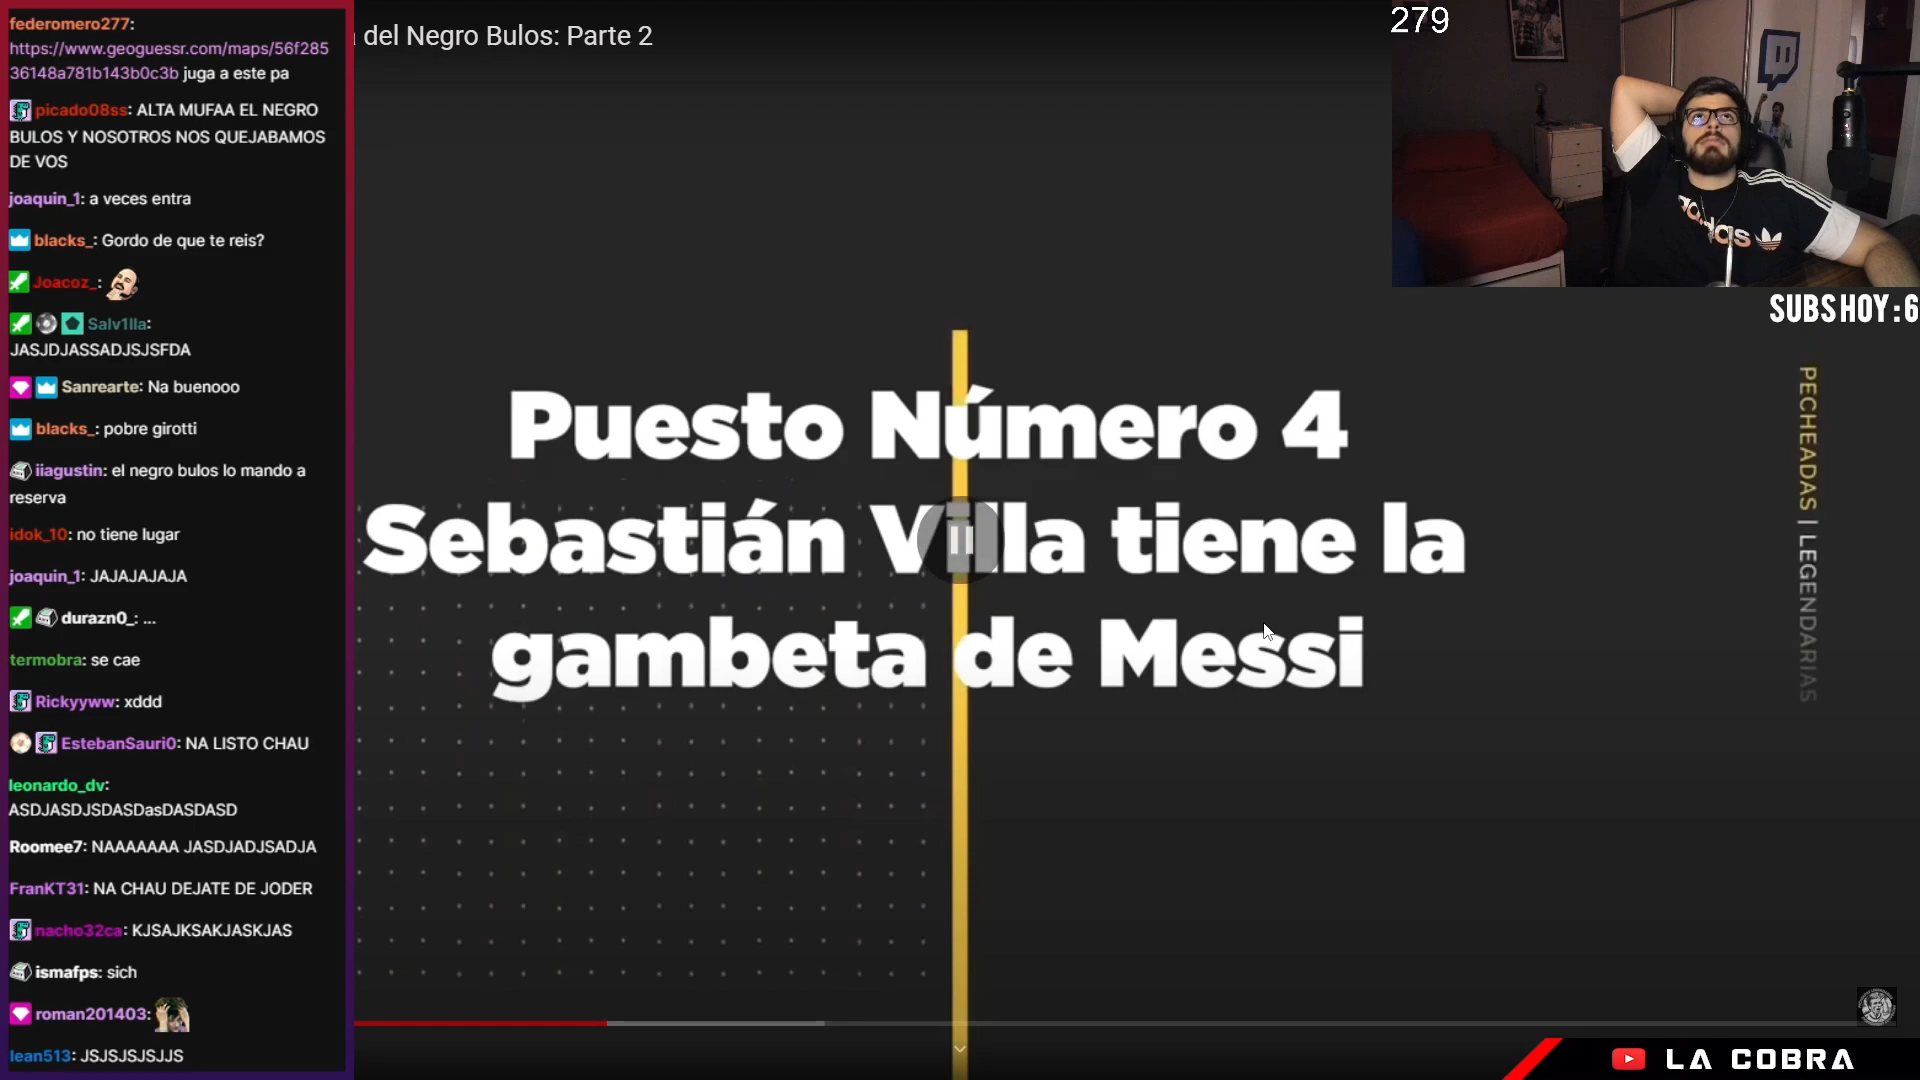 federomero277:
https://www.geoguessr.com/maps/56f285
36148a781b143b0c3b juga a este pa
picado08ss: ALTA MUFAA EL NEGRO
BULOS Y NOSOTROS NOS QUEJABAMOS
DE VOS
joaquin_1: a veces entra
blacks_: Gordo de que te reis?
Joacoz_:
Salv1lla:
JASJDJASSADJSJSFDA
Sanrearte: Na buenooo
blacks_: pobre girotti
iiagustin: el negro bulos lo mando a
reserva
idok_10: no tiene lugar
joaquin_1: JAJAJAJAJA
durazn0_: ...
termobra: se cae
Rickyyww: xddd
EstebanSauri0: NA LISTO CHAU
leonardo_dv:
ASDJASDJSDASDasDASDASD
Roomee7: NAAAAAAA JASDJADJSADJA
FranKT31: NA CHAU DEJATE DE JODER
nacho32ca: KJSAJKSAKJASKJAS
ismafps: sich
roman201403:
lean513: JSJSJSJSJJS
del Negro Bulos: Parte 2
Puesto Número 4
Sebastián Villa tiene la
gambeta de Messi
279
adidas
SUBS HOY: 6
PECHEADAS | LEGENDARIAS
LA COBRA